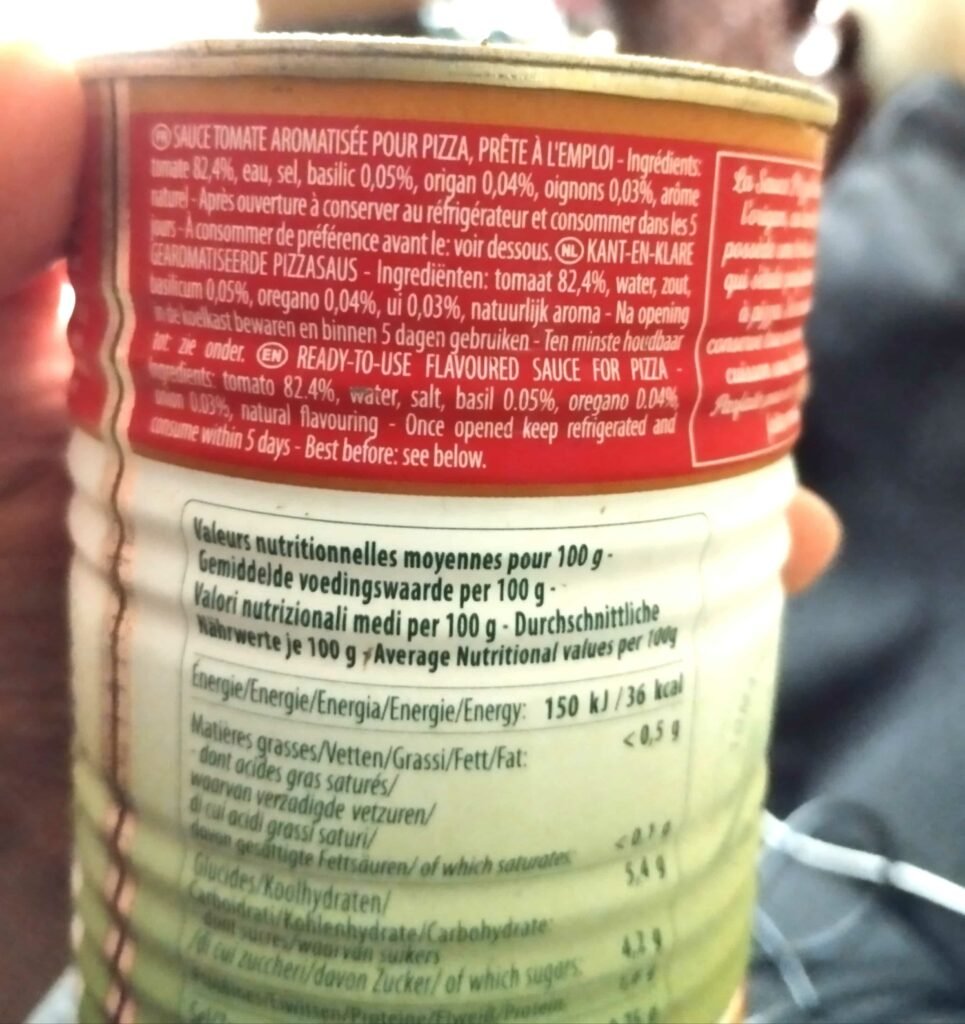 FR SAUCE TOMATE AROMATISÉE POUR PIZZA, PRÊTE À L'EMPLOI - Ingrédients:
tomate 82,4%, eau, sel, basilic 0,05%, origan 0,04%, oignons 0,03%, arôme
naturel - Après ouverture à conserver au réfrigérateur et consommer dans les 5
jours - À consommer de préférence avant le: voir dessous. NL KANT-EN-KLARE
GEAROMATISEERDE PIZZASAUS - Ingrediënten: tomaat 82,4%, water, zout,
basilicum 0,05%, oregano 0,04%, ui 0,03%, natuurlijk aroma - Na opening
in de koelkast bewaren en binnen 5 dagen gebruiken - Ten minste houdbaar
tot: zie onder. EN READY-TO-USE FLAVOURED SAUCE FOR PIZZA -
Ingredients: tomato 82.4%, water, salt, basil 0.05%, oregano 0.04%,
onion 0.03%, natural flavouring - Once opened keep refrigerated and
consume within 5 days - Best before: see below.
La Sauce
Valeurs nutritionnelles moyennes pour 100 g -
Gemiddelde voedingswaarde per 100 g -
Valori nutrizionali medi per 100 g - Durchschnittliche
Nährwerte je 100 g - Average Nutritional values per 100g
Énergie/Energie/Energia/Energie/Energy: 150 kJ / 36 kcal
Matières grasses/Vetten/Grassi/Fett/Fat: < 0,5 g
- dont acides gras saturés/
waarvan verzadigde vetzuren/
di cui acidi grassi saturi/
davon gesättigte Fettsäuren/ of which saturates: < 0,1 g
Glucides/Koolhydraten/ 5,4 g
Carboidrati/Kohlenhydrate/Carbohydrate:
- dont sucres/waarvan suikers
/di cui zuccheri/davon Zucker/ of which sugars: 4,3 g
/Eiwitten/Proteine/Eiweiß/Protein: